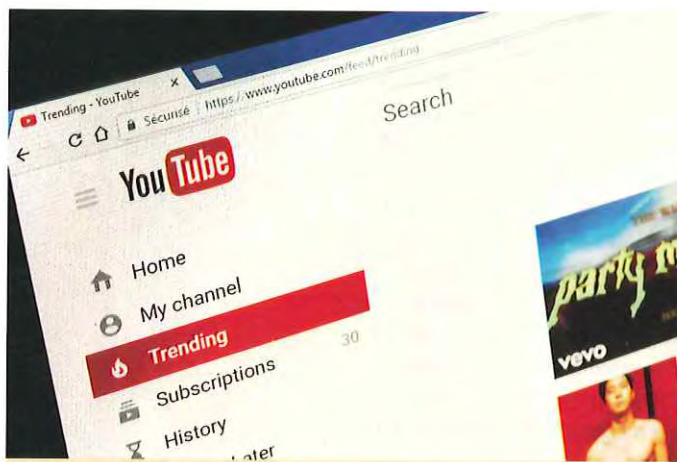 Trending - YouTube
Sécurisé https://www.youtube.com/feed/trending
YouTube
Search
Home
My channel
Trending
Subscriptions 30
History
Later
party m
vevo